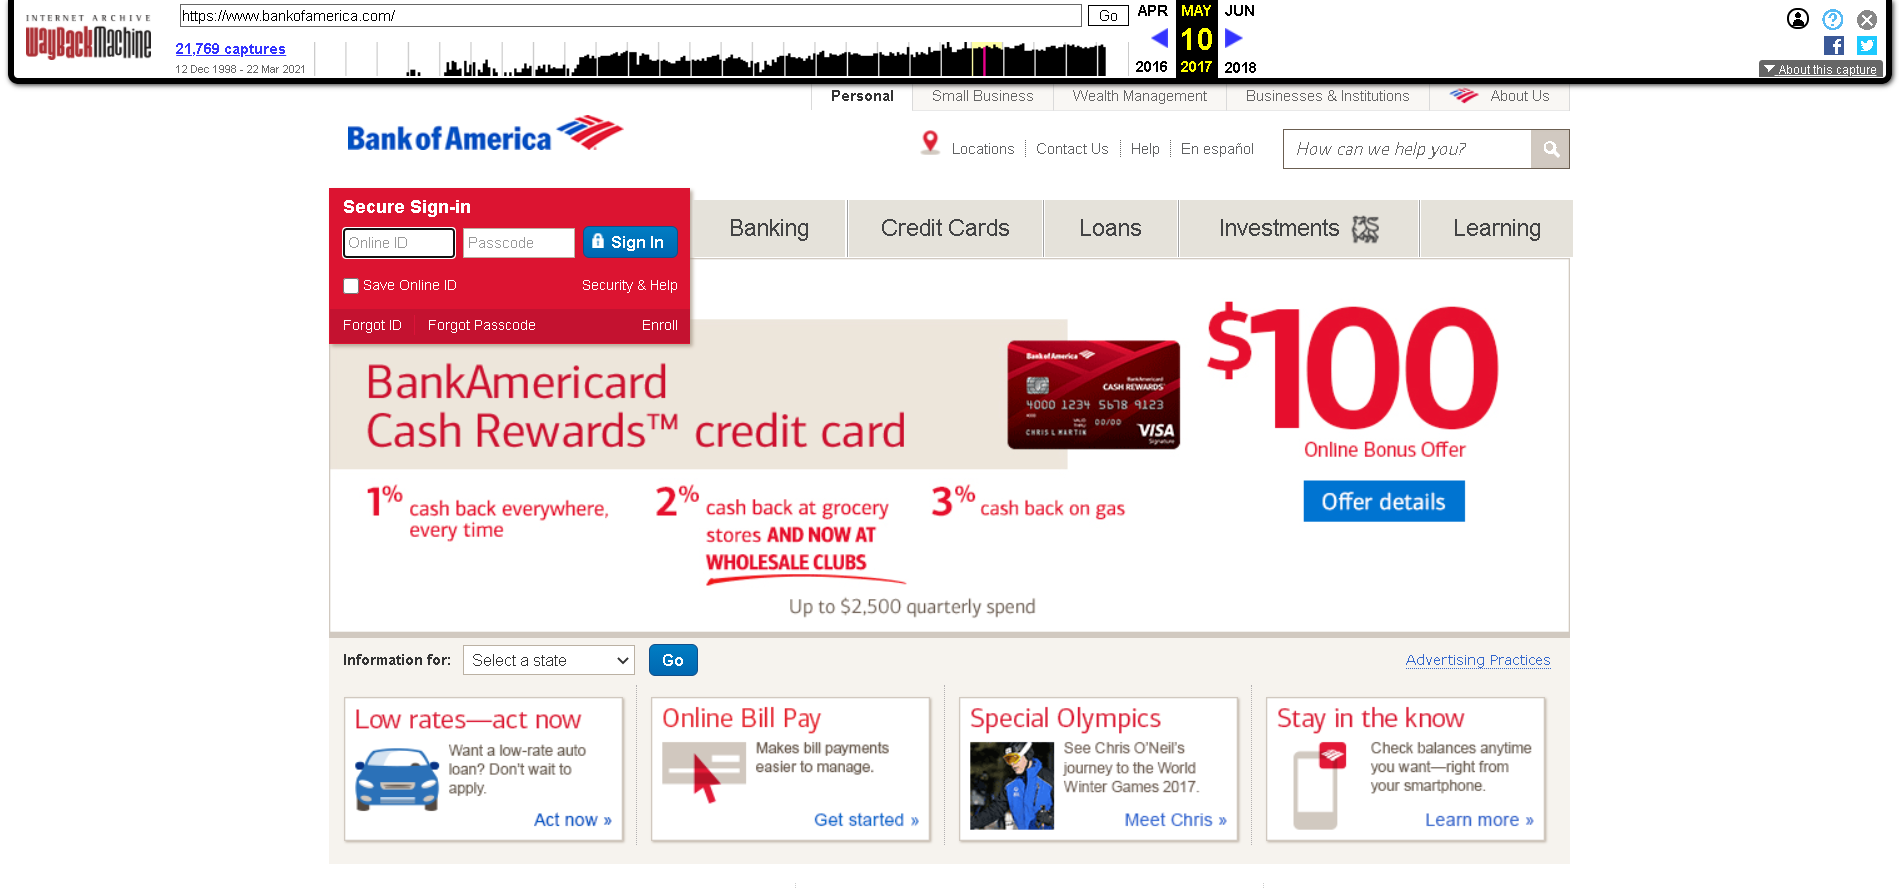 INTERNET ARCHIVE
WayBackMachine
https://www.bankofamerica.com/
Go
APR MAY JUN
21,769 captures
10
12 Dec 1998 - 22 Mar 2021
2016 2017 2018
?
f
About this capture
Personal
Small Business
Wealth Management
Businesses & Institutions
About Us
Bank of America
Locations
Contact Us
Help
En español
How can we help you?
Secure Sign-in
Online ID
Passcode
Sign In
Save Online ID
Security & Help
Forgot ID
Forgot Passcode
Enroll
Banking
Credit Cards
Loans
Investments
Learning
BankAmericard
Cash Rewards™ credit card
Bank of America
BankAmericard
CASH REWARDS™
4000 1234 5678 9123
VALID THRU 00/00
CHRIS L MARTIN
VISA
Signature
$100
Online Bonus Offer
Offer details
1% cash back everywhere,
every time
2% cash back at grocery
stores AND NOW AT
WHOLESALE CLUBS
3% cash back on gas
Up to $2,500 quarterly spend
Information for:
Select a state
Go
Advertising Practices
Low rates—act now
Want a low-rate auto
loan? Don't wait to
apply.
Act now »
Online Bill Pay
Makes bill payments
easier to manage.
Get started »
Special Olympics
See Chris O'Neil's
journey to the World
Winter Games 2017.
Meet Chris »
Stay in the know
Check balances anytime
you want—right from
your smartphone.
Learn more »